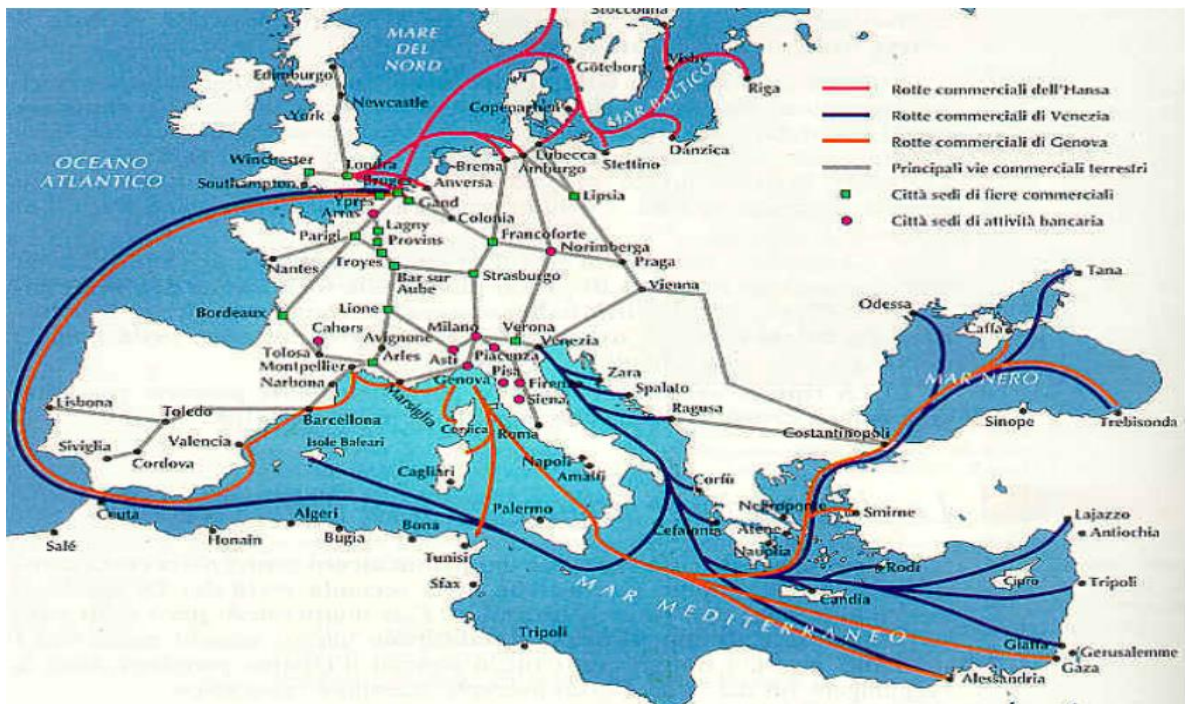 Stoccolma
MARE
DEL
NORD
Edimburgo
Newcastle
York
Göteborg
Visby
Riga
Copenaghen
MAR BALTICO
Danzica
Stettino
Lubecca
Amburgo
Brema
OCEANO
ATLANTICO
Winchester
Southampton
Londra
Bruges
Anversa
Ypres
Gand
Arras
Colonia
Lipsia
Lagny
Provins
Parigi
Troyes
Francoforte
Norimberga
Praga
Nantes
Bar sur
Aube
Strasburgo
Vienna
Bordeaux
Lione
Cahors
Avignone
Milano
Verona
Venezia
Tolosa
Arles
Asti
Piacenza
Montpellier
Genova
Pisa
Firenze
Narbona
Marsiglia
Siena
Zara
Spalato
Ragusa
Lisbona
Toledo
Barcellona
Corsica
Roma
Siviglia
Cordova
Valencia
Isole Baleari
Cagliari
Napoli
Amalfi
Ceuta
Palermo
Corfù
Cefalonia
Negroponte
Atene
Nauplia
Smirne
Salé
Honain
Algeri
Bugia
Bona
Tunisi
Sfax
Tripoli
MAR MEDITERRANEO
Candia
Rodi
Cipro
Lajazzo
Antiochia
Tripoli
Giaffa
Gerusalemme
Gaza
Alessandria
Odessa
Tana
Caffa
MAR NERO
Sinope
Trebisonda
Costantinopoli
Rotte commerciali dell'Hansa
Rotte commerciali di Venezia
Rotte commerciali di Genova
Principali vie commerciali terrestri
Città sedi di fiere commerciali
Città sedi di attività bancaria